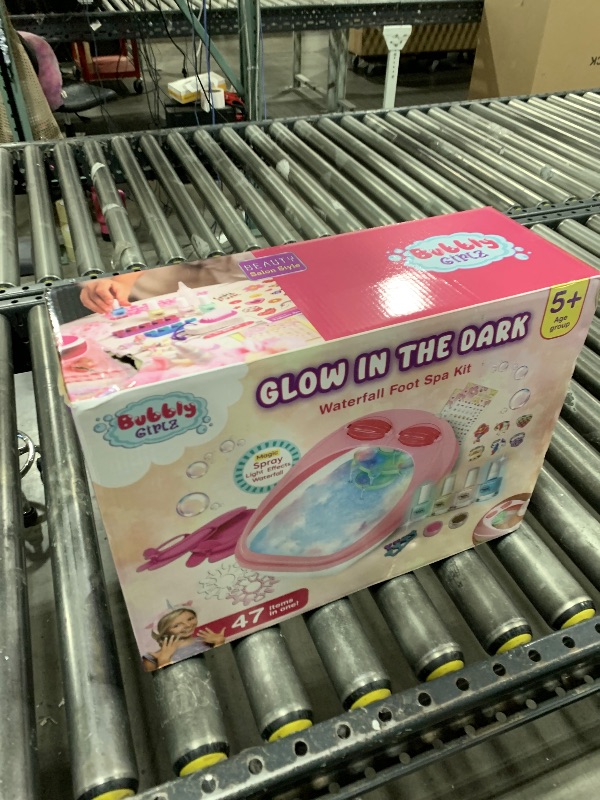 BEAUTY
Salon Style
Bubbly
GIRLZ
5+
Age
group
GLOW IN THE DARK
Waterfall Foot Spa Kit
Bubbly
GIRLZ
Magic
Spray
Light Effects
Waterfall
47 items
in one!